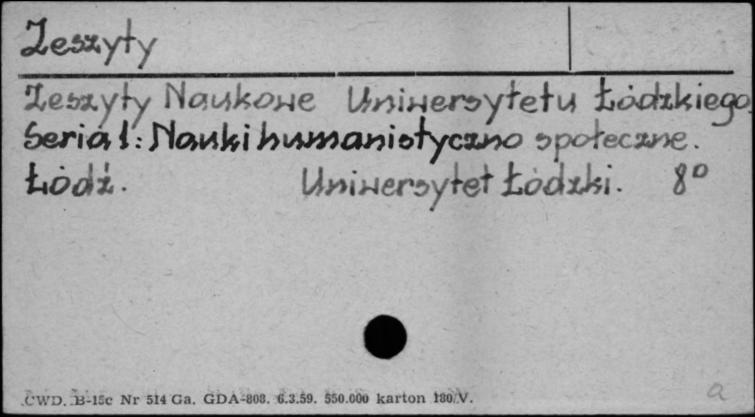 Zeszyty
Zeszyty Naukowe Uniwersytetu Łódzkiego.
Seria 1: Nauki humanistyczno społeczne.
Łódź. Uniwersytet Łódzki. 8°
CWD. B-15c Nr 514 Ga. GDA-808. 6.3.59. 550.000 karton 180/V.
a